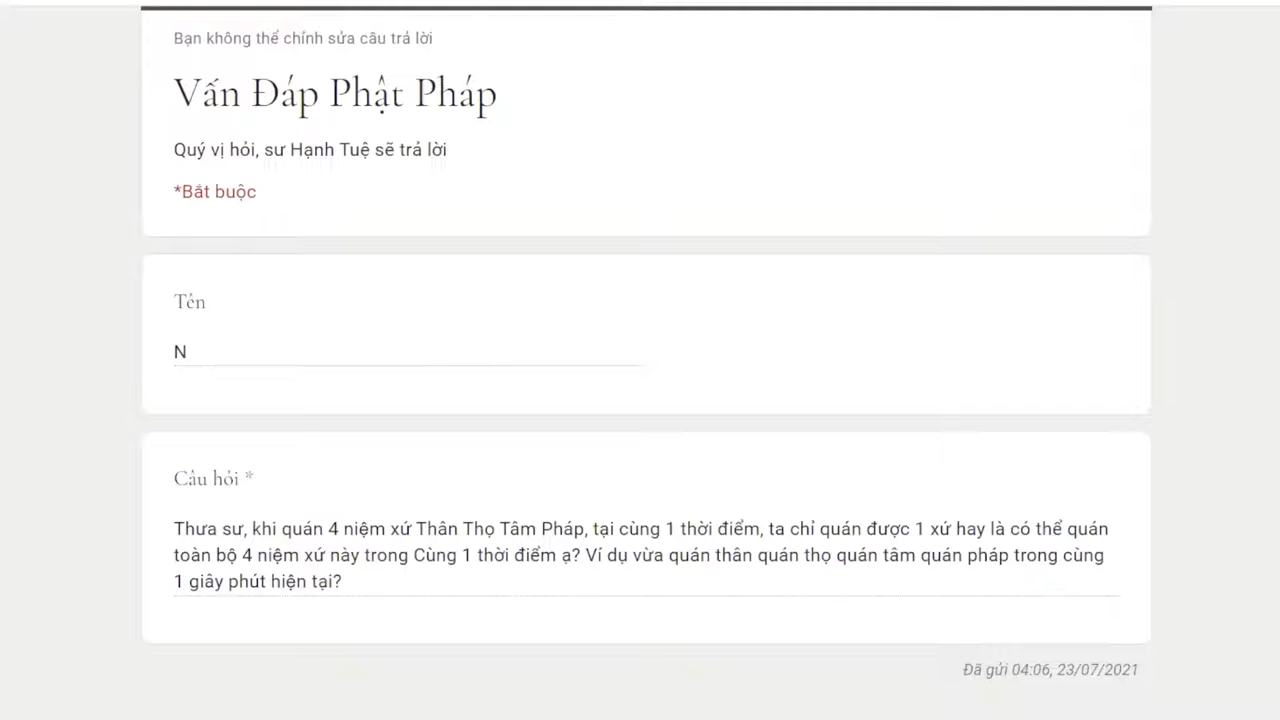 Bạn không thể chỉnh sửa câu trả lời
Vấn Đáp Phật Pháp
Quý vị hỏi, sư Hạnh Tuệ sẽ trả lời
*Bắt buộc
Tên
N
Câu hỏi *
Thưa sư, khi quán 4 niệm xứ Thân Thọ Tâm Pháp, tại cùng 1 thời điểm, ta chỉ quán được 1 xứ hay là có thể quán
toàn bộ 4 niệm xứ này trong Cùng 1 thời điểm ạ? Ví dụ vừa quán thân quán thọ quán tâm quán pháp trong cùng
1 giây phút hiện tại?
Đã gửi 04:06, 23/07/2021